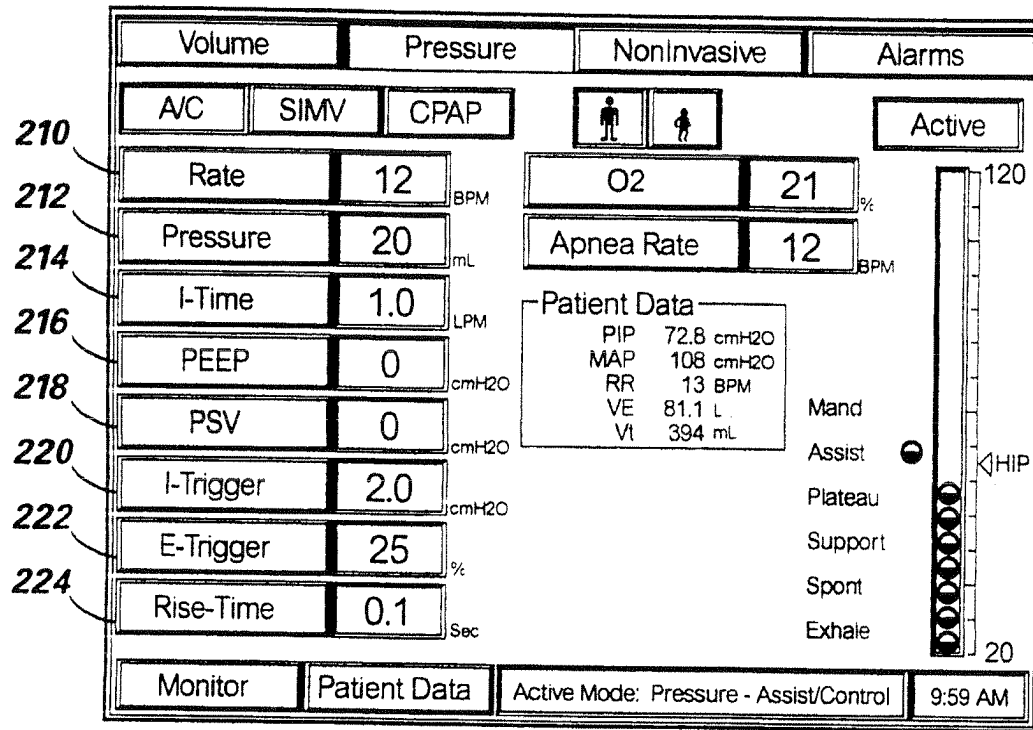 Volume Pressure NonInvasive Alarms
A/C SIMV CPAP Active
210 Rate 12 BPM O2 21 % 120
212 Pressure 20 mL Apnea Rate 12 BPM
214 I-Time 1.0 LPM
Patient Data
PIP 72.8 cmH2O
MAP 108 cmH2O
RR 13 BPM
VE 81.1 L
Vt 394 mL
216 PEEP 0 cmH2O
218 PSV 0 cmH2O
Mand
Assist
HIP
220 I-Trigger 2.0 cmH2O
Plateau
222 E-Trigger 25 %
Support
224 Rise-Time 0.1 Sec
Spont
Exhale
20
Monitor Patient Data Active Mode: Pressure - Assist/Control 9:59 AM